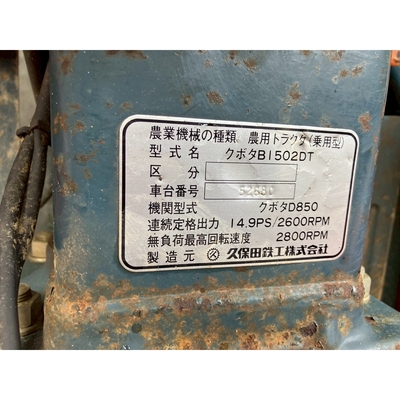 農業機械の種類 農用トラクタ(乗用型)
型式名 クボタB1502DT
区分
車台番号 52680
機関型式 クボタD850
連続定格出力 14.9PS/2600RPM
無負荷最高回転速度 2800RPM
製造元 久保田鉄工株式会社